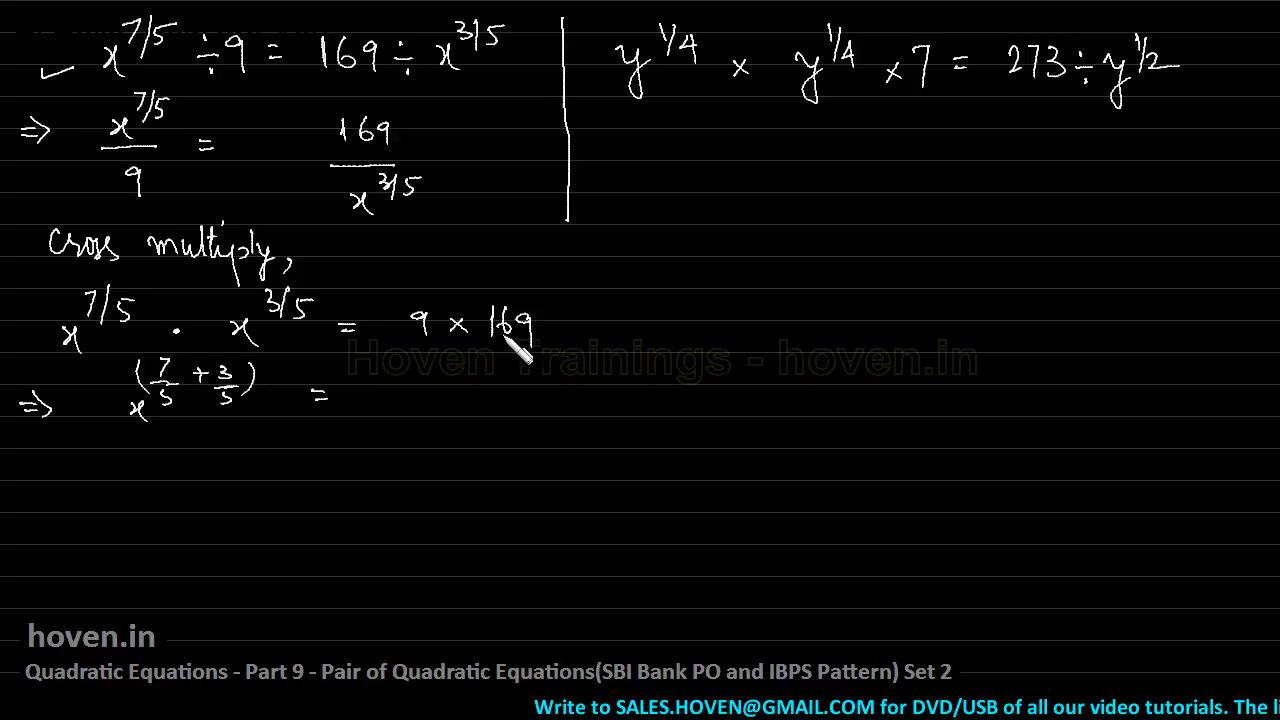 x^{7/5} ÷ 9 = 169 ÷ x^{3/5}
y^{1/4} × y^{1/4} × 7 = 273 ÷ y^{1/2}
⇒ x^{7/5}/9 = 169/x^{3/5}
Cross multiply,
x^{7/5} . x^{3/5} = 9 × 169
Hoven Trainings - hoven.in
⇒ x^{(7/5 + 3/5)} =
hoven.in
Quadratic Equations - Part 9 - Pair of Quadratic Equations(SBI Bank PO and IBPS Pattern) Set 2
Write to SALES.HOVEN@GMAIL.COM for DVD/USB of all our video tutorials. The l